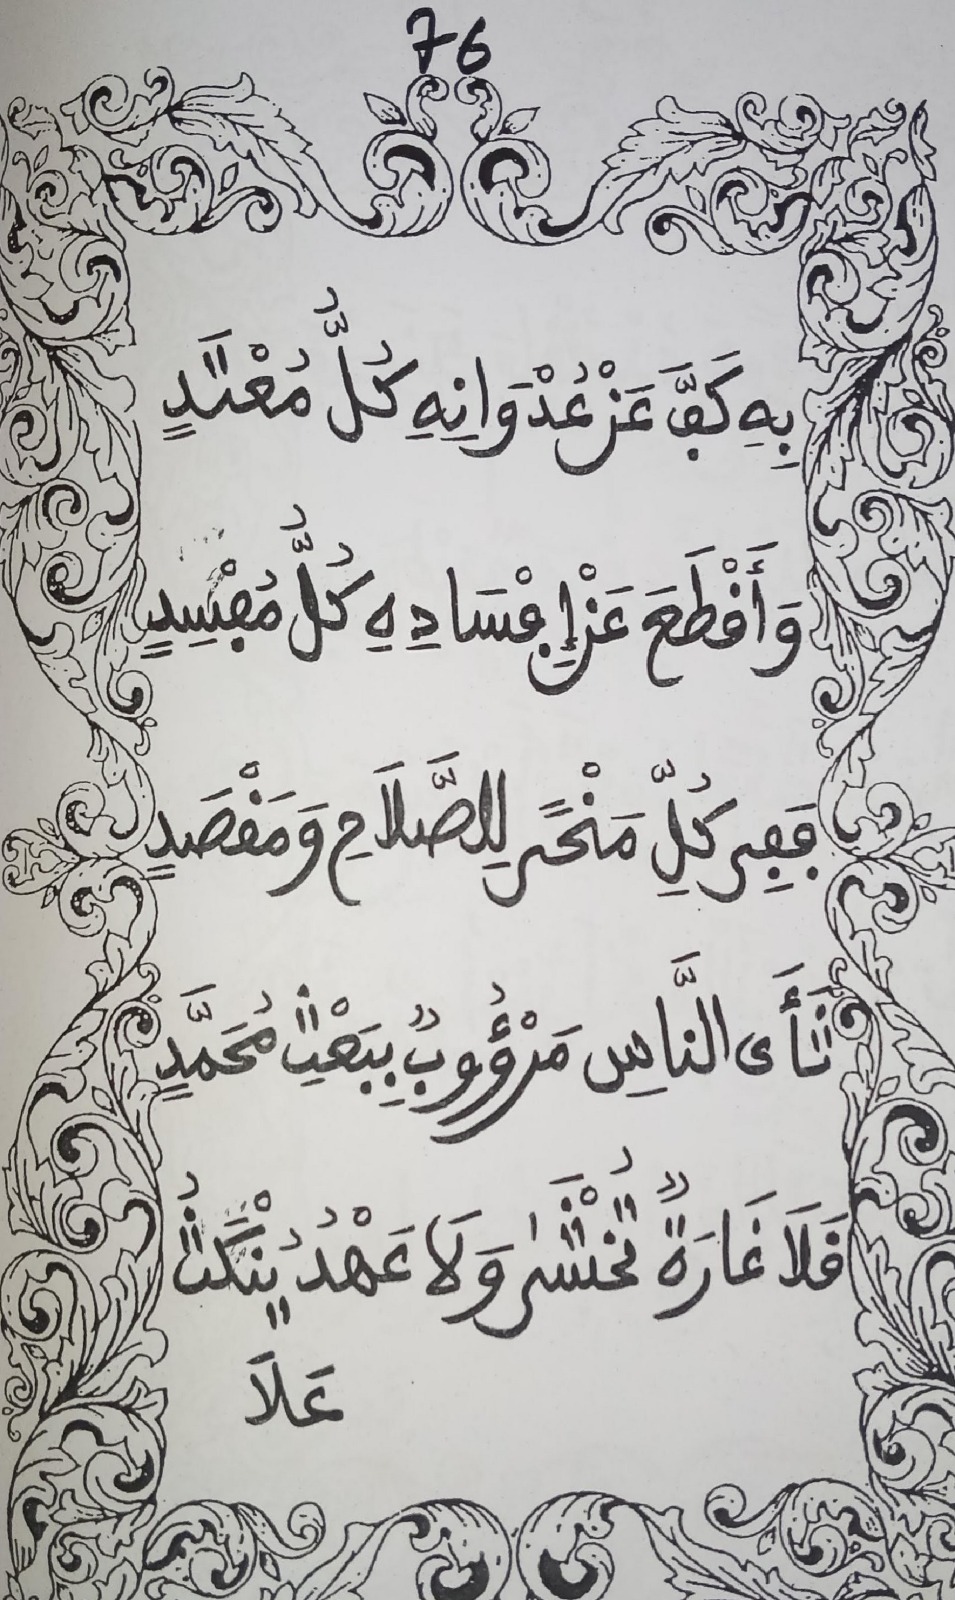 76
بِهِ كَفَّ عَنْ عُدْوَانِهِ كُلُّ مُعْتَدٍ
وَأَقْطَعَ عَنْ إِفْسَادِهِ كُلُّ مُفْسِدٍ
فَفِي كُلِّ مَنْحًى لِلصَّلَاحِ وَمَقْصَدٍ
ثَأَى النَّاسِ مَرْؤُوبٌ بِبَعْثِ مُحَمَّدٍ
فَلَا غَارَةٌ تُخْشَى وَلَا عَهْدُ يُنْكَثُ
عَلَا